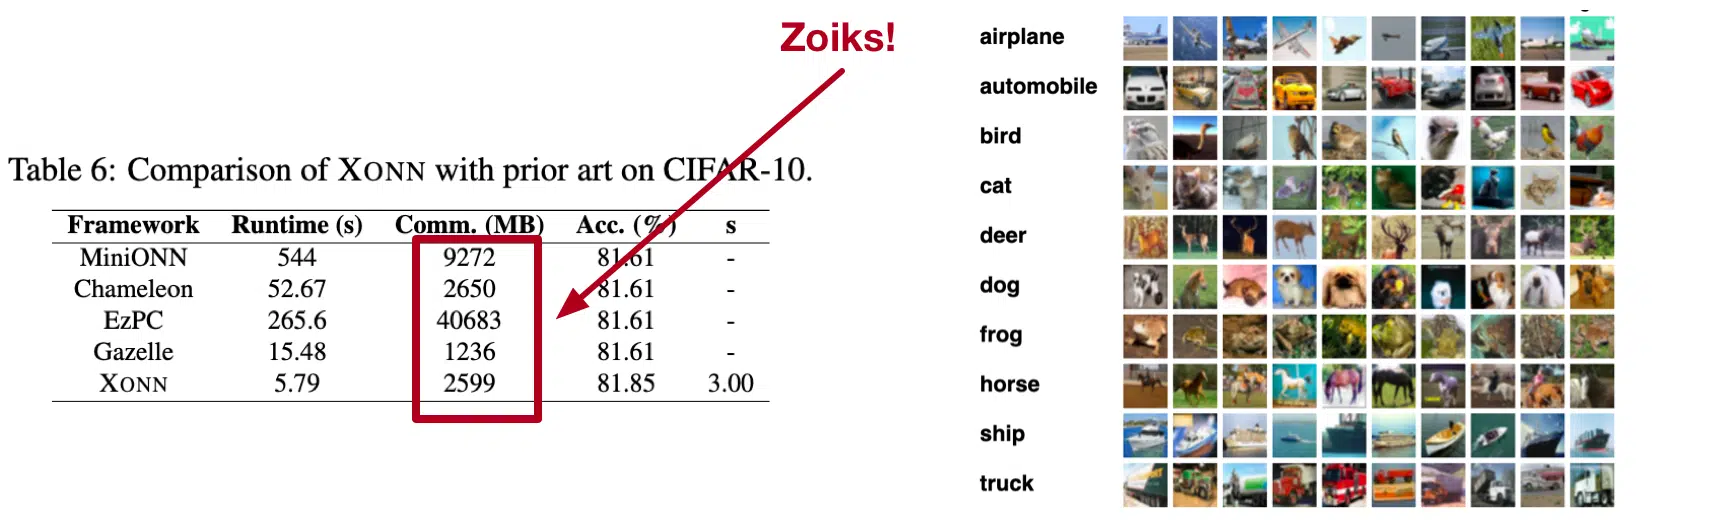 Zoiks!
Table 6: Comparison of XONN with prior art on CIFAR-10.
Framework Runtime (s) Comm. (MB) Acc. (%) s
MiniONN 544 9272 81.61 -
Chameleon 52.67 2650 81.61 -
EzPC 265.6 40683 81.61 -
Gazelle 15.48 1236 81.61 -
XONN 5.79 2599 81.85 3.00
airplane
automobile
bird
cat
deer
dog
frog
horse
ship
truck